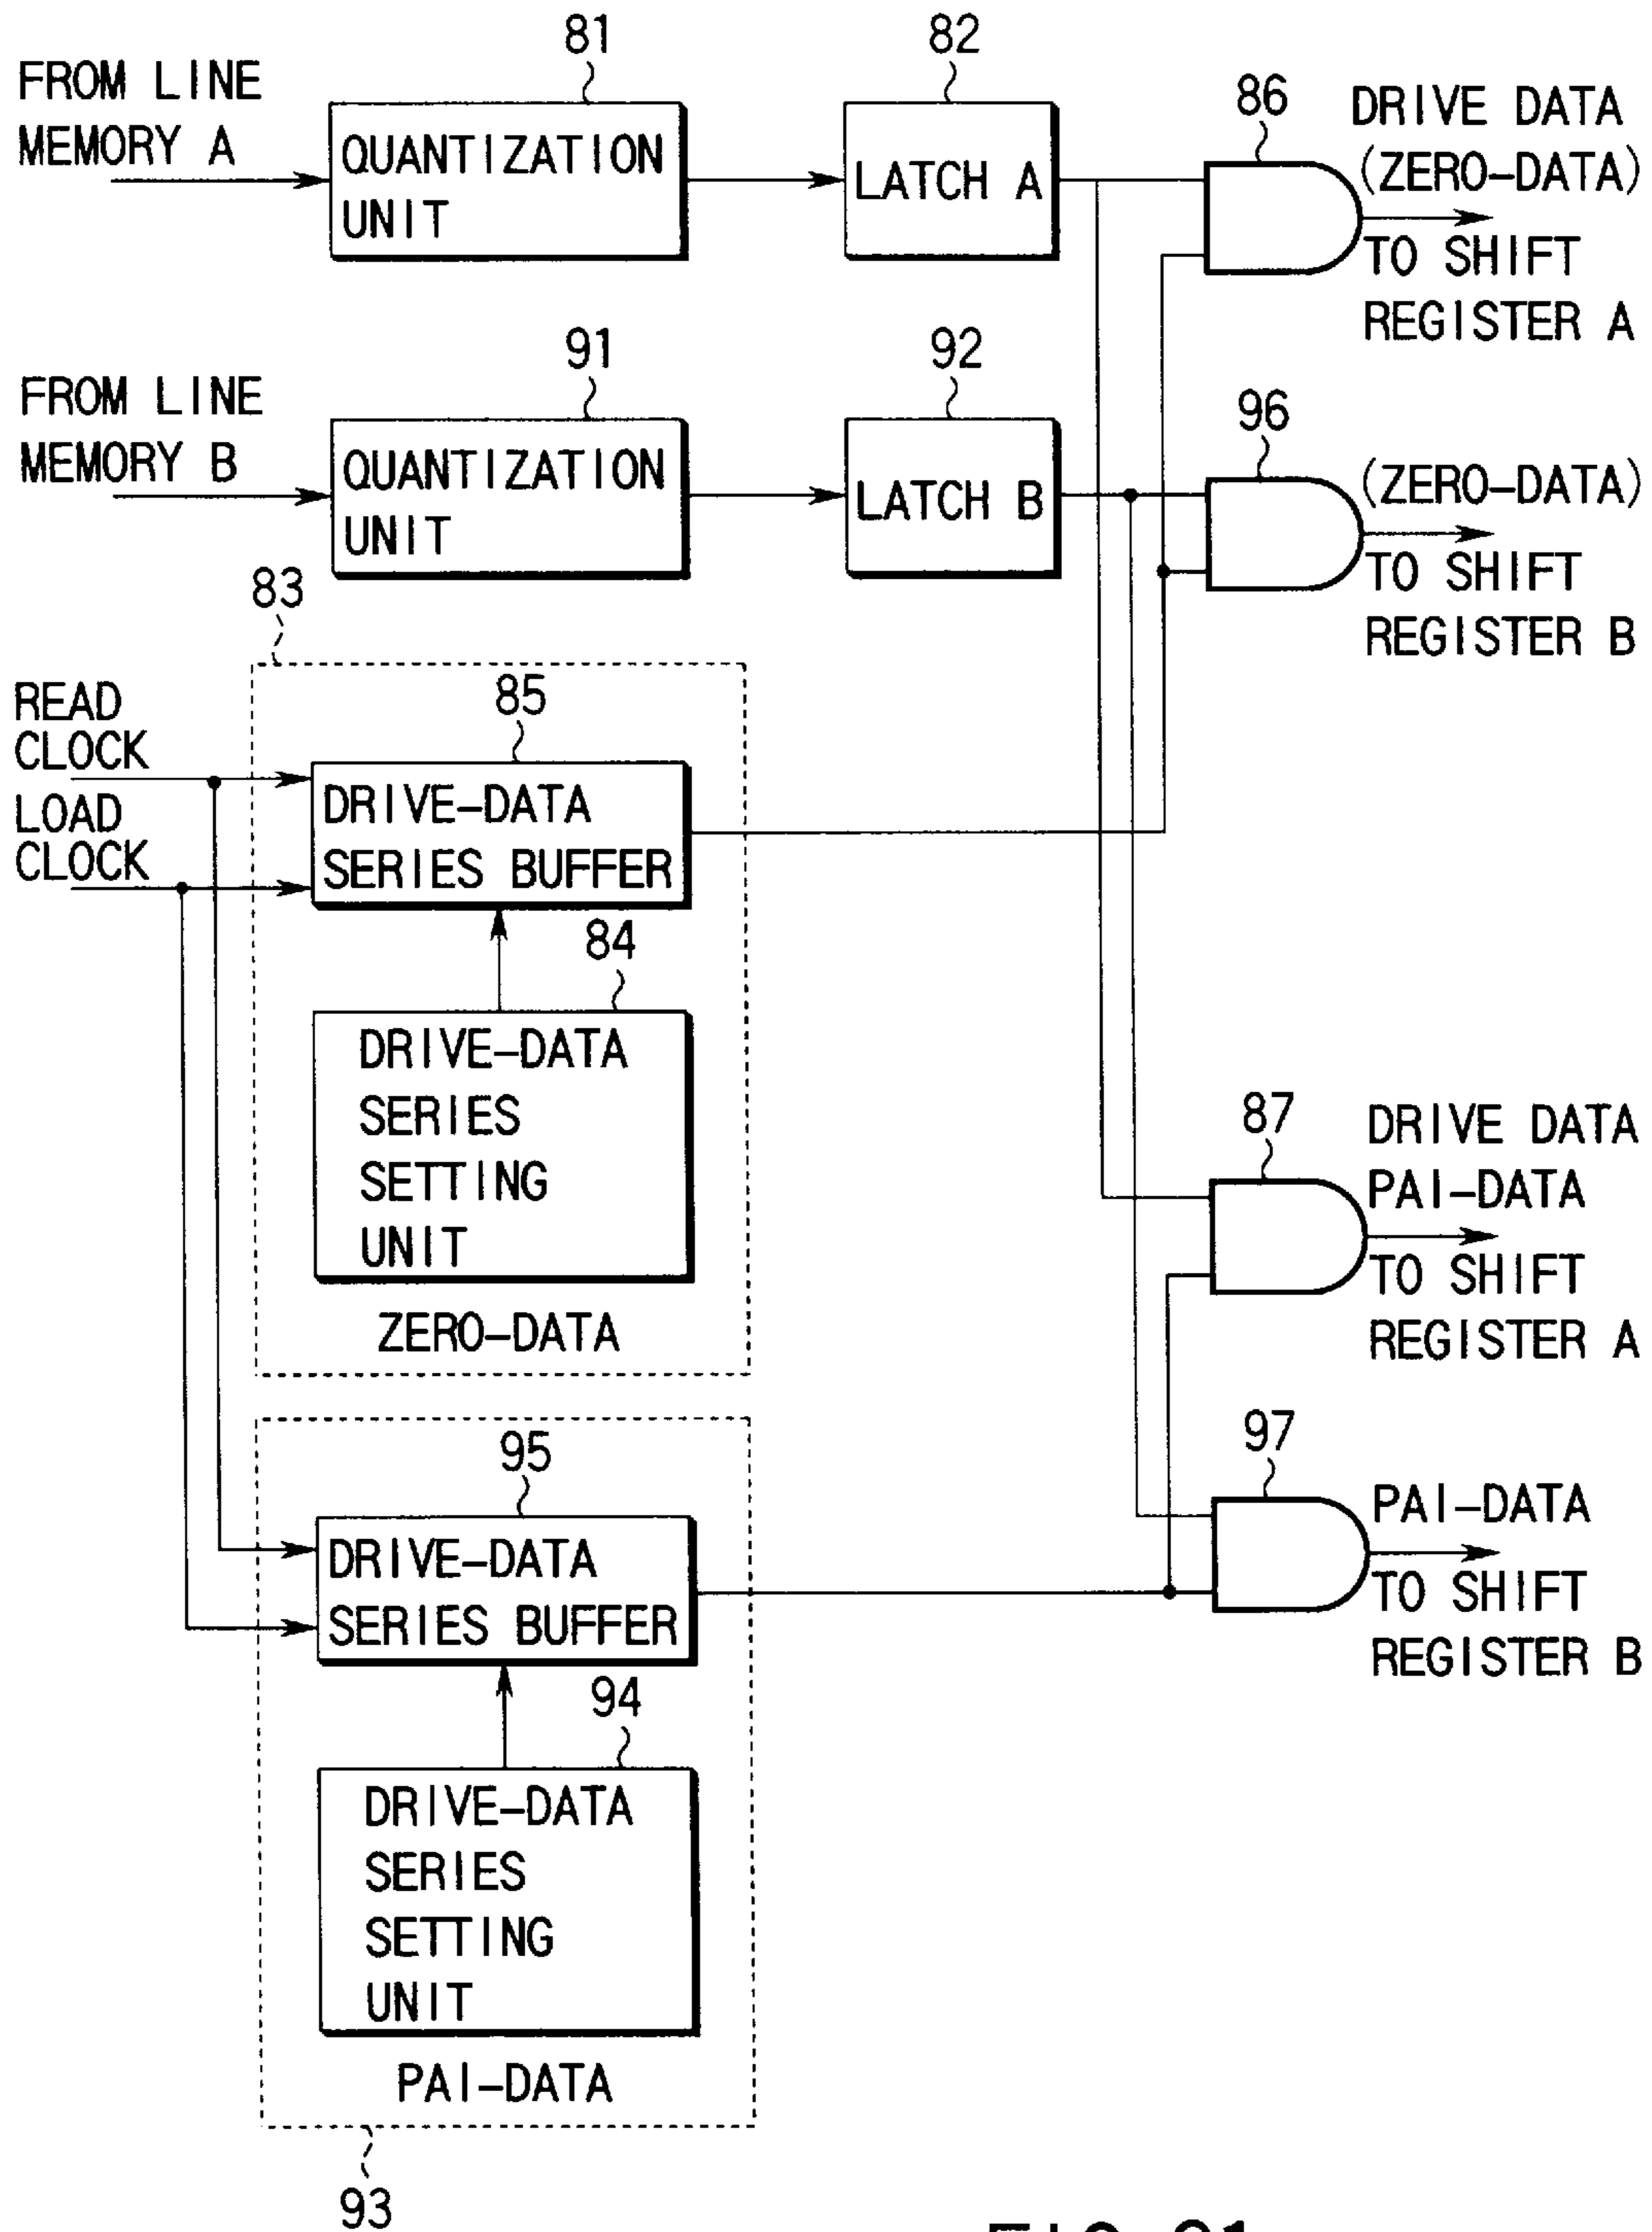 81
82
FROM LINE
MEMORY A
QUANTIZATION
UNIT
LATCH A
86
DRIVE DATA
(ZERO-DATA)
TO SHIFT
REGISTER A
91
92
FROM LINE
MEMORY B
QUANTIZATION
UNIT
LATCH B
96
(ZERO-DATA)
TO SHIFT
REGISTER B
83
READ
CLOCK
LOAD
CLOCK
85
DRIVE-DATA
SERIES BUFFER
84
DRIVE-DATA
SERIES
SETTING
UNIT
ZERO-DATA
87
DRIVE DATA
PAI-DATA
TO SHIFT
REGISTER A
95
DRIVE-DATA
SERIES BUFFER
97
PAI-DATA
TO SHIFT
REGISTER B
94
DRIVE-DATA
SERIES
SETTING
UNIT
PAI-DATA
93